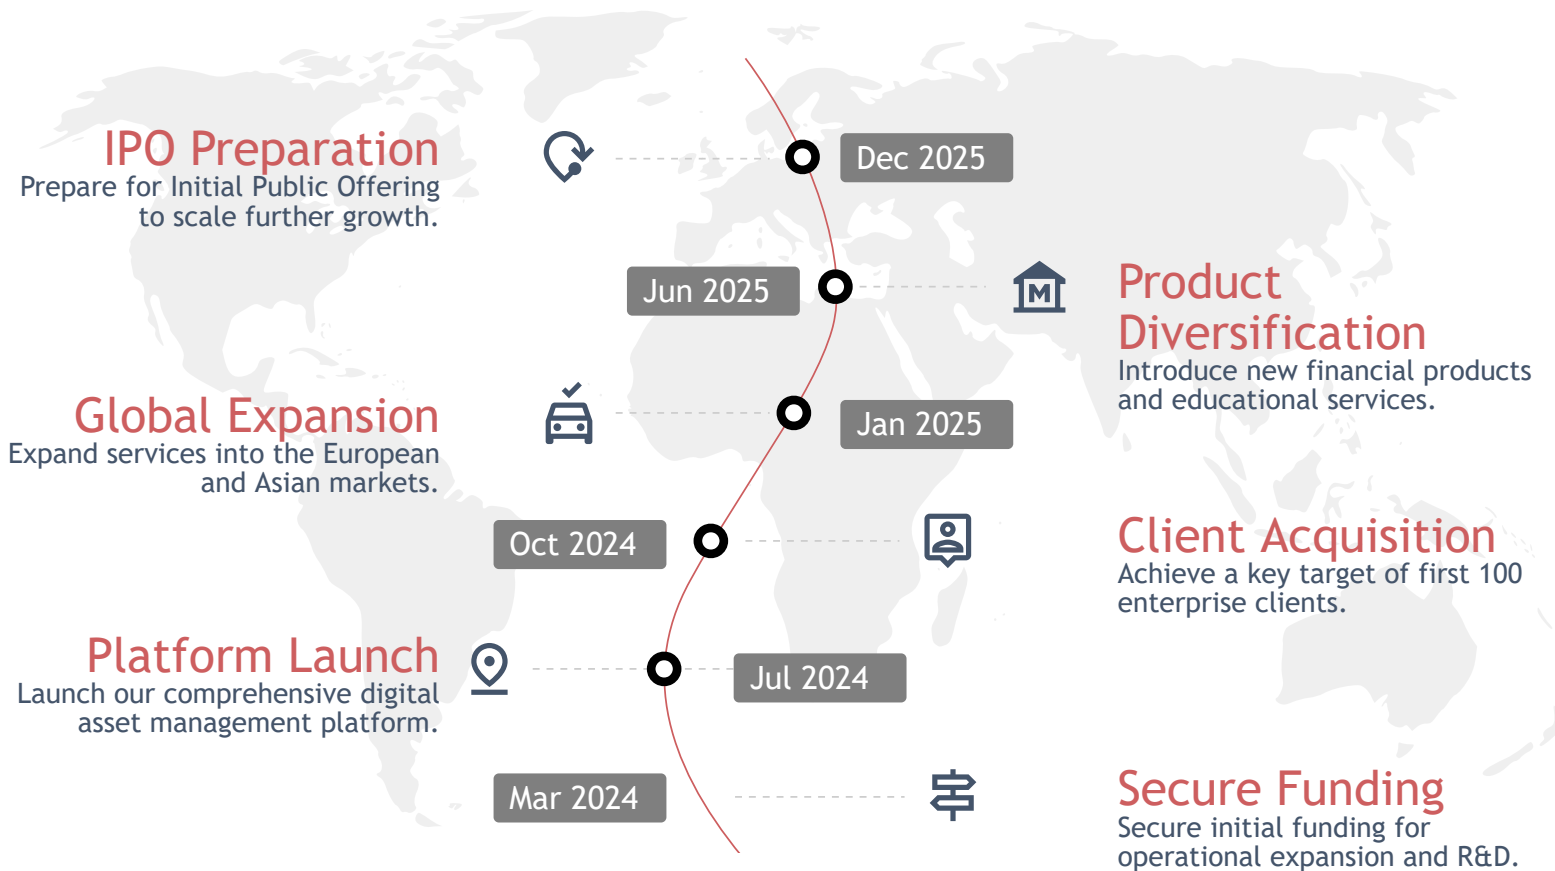 IPO Preparation
Prepare for Initial Public Offering
to scale further growth.
Dec 2025
Jun 2025
Product
Diversification
Introduce new financial products
and educational services.
Global Expansion
Expand services into the European
and Asian markets.
Jan 2025
Oct 2024
Client Acquisition
Achieve a key target of first 100
enterprise clients.
Platform Launch
Launch our comprehensive digital
asset management platform.
Jul 2024
Mar 2024
Secure Funding
Secure initial funding for
operational expansion and R&D.